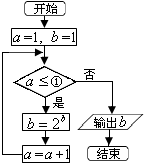 开始
a=1, b=1
a≤①
否
是
b=2^b
输出b
a=a+1
结束